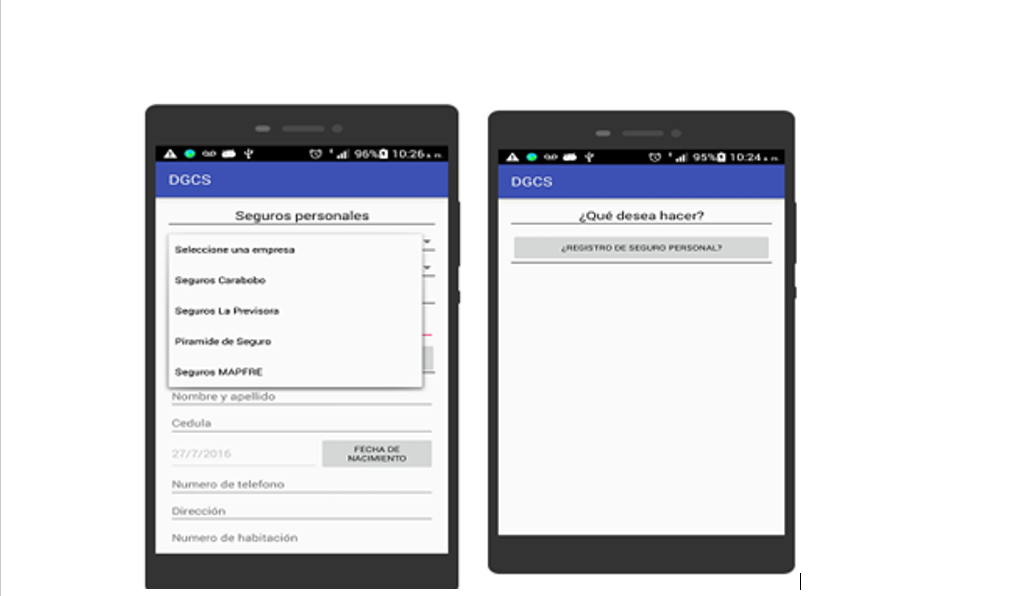 96% 10:26 a. m.
DGCS
Seguros personales
Seleccione una empresa
Seguros Carabobo
Seguros La Previsora
Piramide de Seguro
Seguros MAPFRE
Nombre y apellido
Cedula
27/7/2016
FECHA DE
NACIMIENTO
Numero de telefono
Dirección
Numero de habitación
95% 10:24 a. m.
DGCS
¿Qué desea hacer?
¿REGISTRO DE SEGURO PERSONAL?